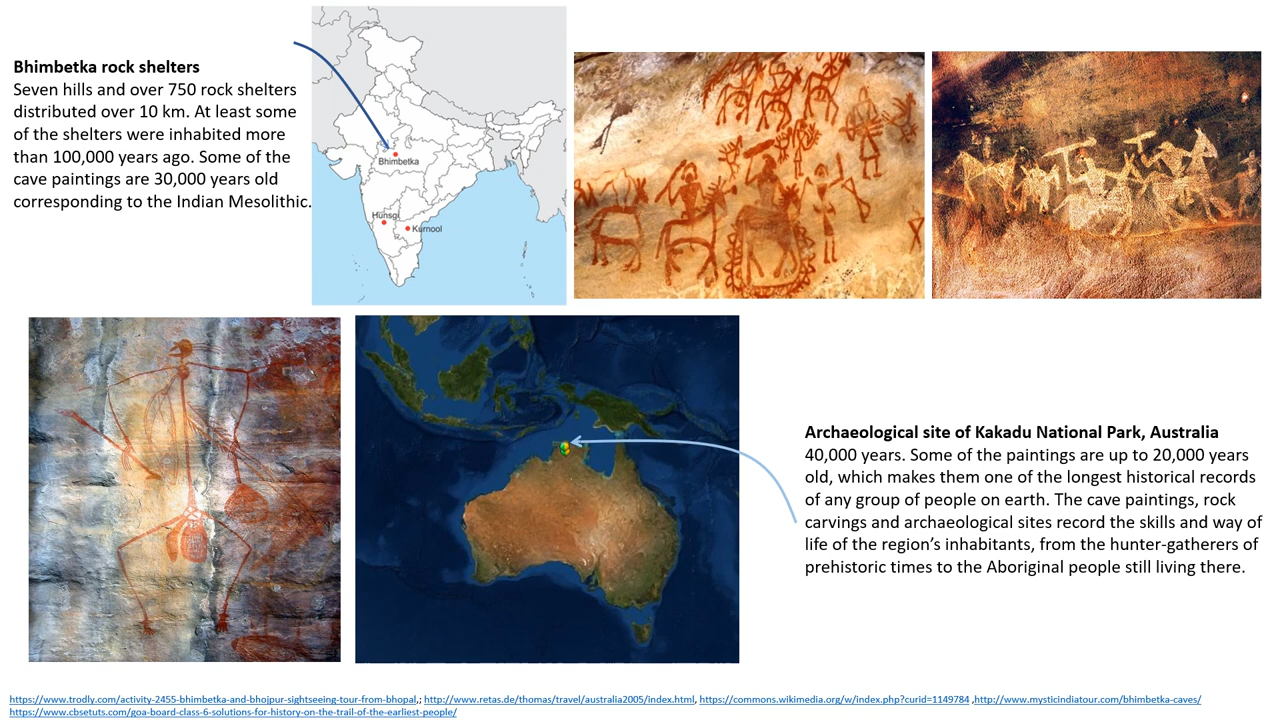 Bhimbetka rock shelters
Seven hills and over 750 rock shelters
distributed over 10 km. At least some
of the shelters were inhabited more
than 100,000 years ago. Some of the
cave paintings are 30,000 years old
corresponding to the Indian Mesolithic.
Bhimbetka
Hunsgi
Kurnool
Archaeological site of Kakadu National Park, Australia
40,000 years. Some of the paintings are up to 20,000 years
old, which makes them one of the longest historical records
of any group of people on earth. The cave paintings, rock
carvings and archaeological sites record the skills and way of
life of the region’s inhabitants, from the hunter-gatherers of
prehistoric times to the Aboriginal people still living there.
https://www.trodly.com/activity-2455-bhimbetka-and-bhojpur-sightseeing-tour-from-bhopal,; http://www.retas.de/thomas/travel/australia2005/index.html, https://commons.wikimedia.org/w/index.php?curid=1149784 ,http://www.mysticindiatour.com/bhimbetka-caves/
https://www.cbsetuts.com/goa-board-class-6-solutions-for-history-on-the-trail-of-the-earliest-people/